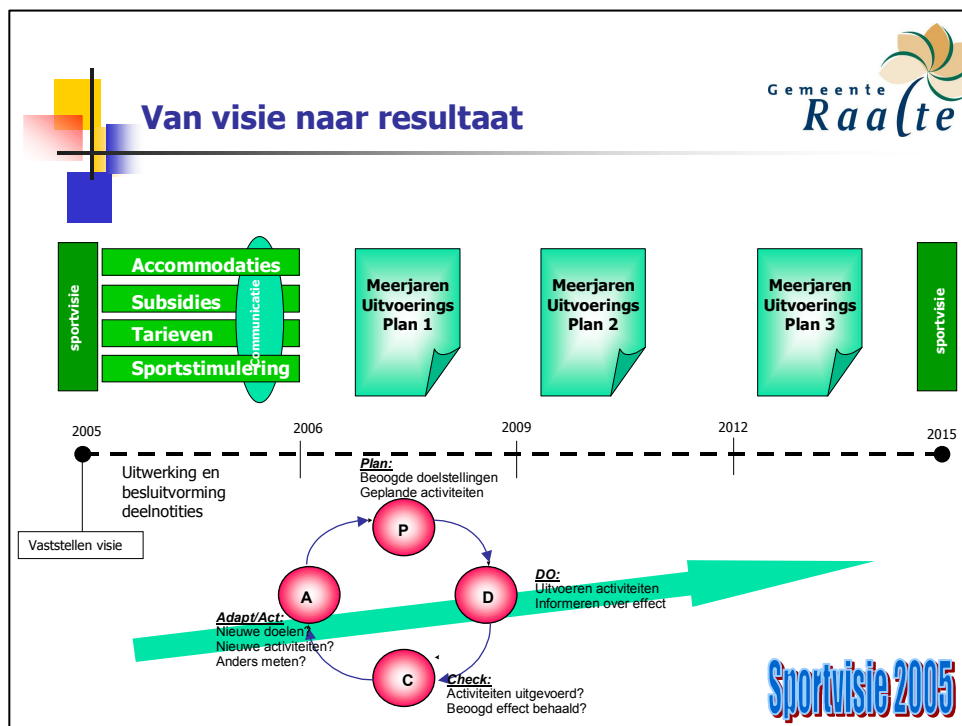 Van visie naar resultaat
Gemeente
Raalte
sportvisie
Accommodaties
Subsidies
Tarieven
Sportstimulering
Communicatie
Meerjaren
Uitvoerings
Plan 1
Meerjaren
Uitvoerings
Plan 2
Meerjaren
Uitvoerings
Plan 3
sportvisie
2005
2006
2009
2012
2015
Uitwerking en
besluitvorming
deelnotities
Vaststellen visie
Plan:
Beoogde doelstellingen
Geplande activiteiten
P
A
D
C
DO:
Uitvoeren activiteiten
Informeren over effect
Adapt/Act:
Nieuwe doelen?
Nieuwe activiteiten?
Anders meten?
Check:
Activiteiten uitgevoerd?
Beoogd effect behaald?
Sportvisie 2005